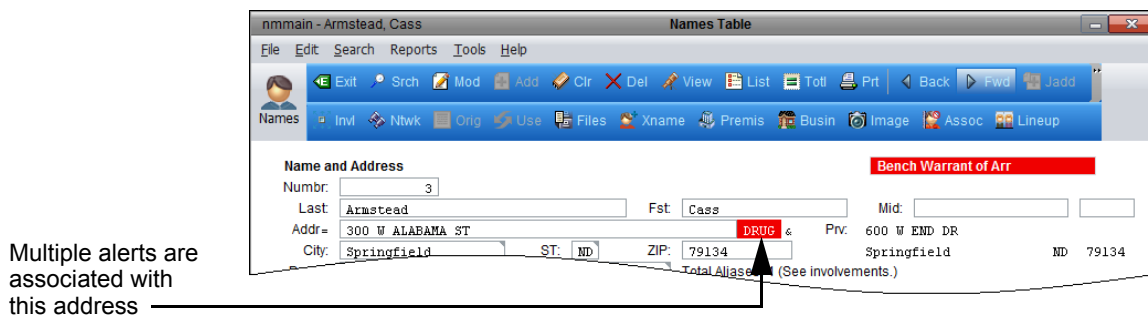 nmmain - Armstead, Cass Names Table
File Edit Search Reports Tools Help
Exit Srch Mod Add Clr Del View List Totl Prt Back Fwd Jadd
Names Invl Ntwk Orig Use Files Xname Premis Busin Image Assoc Lineup
Name and Address Bench Warrant of Arr
Numbr: 3
Last: Armstead Fst: Cass Mid:
Addr= 300 W ALABAMA ST DRUG & Prv: 600 W END DR
City: Springfield ST: ND ZIP: 79134 Springfield ND 79134
(See involvements.)
Multiple alerts are
associated with
this address